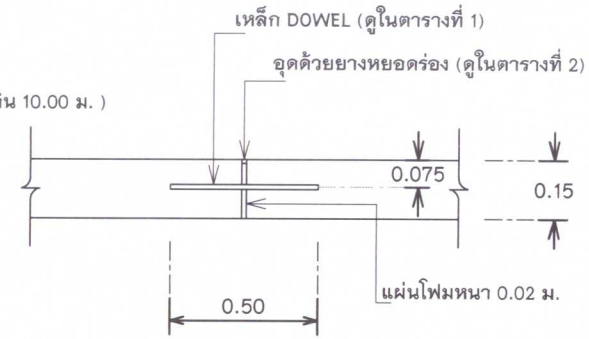 เหล็ก DOWEL (ดูในตารางที่ 1)
อุดด้วยยางหยอดร่อง (ดูในตารางที่ 2)
10.00 ม. )
0.075
0.15
แผ่นโฟมหนา 0.02 ม.
0.50